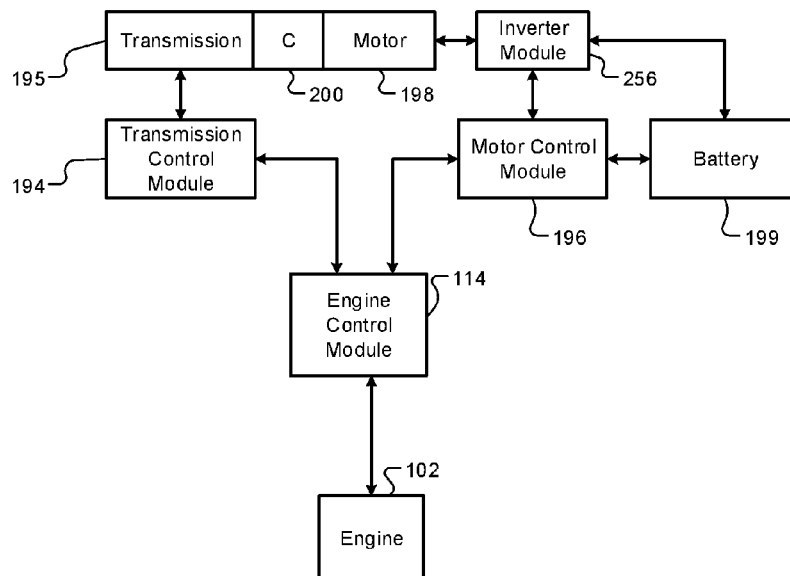 Transmission
C
Motor
Inverter
Module
195
200
198
256
Transmission
Control
Module
Motor Control
Module
Battery
194
196
199
Engine
Control
Module
114
102
Engine